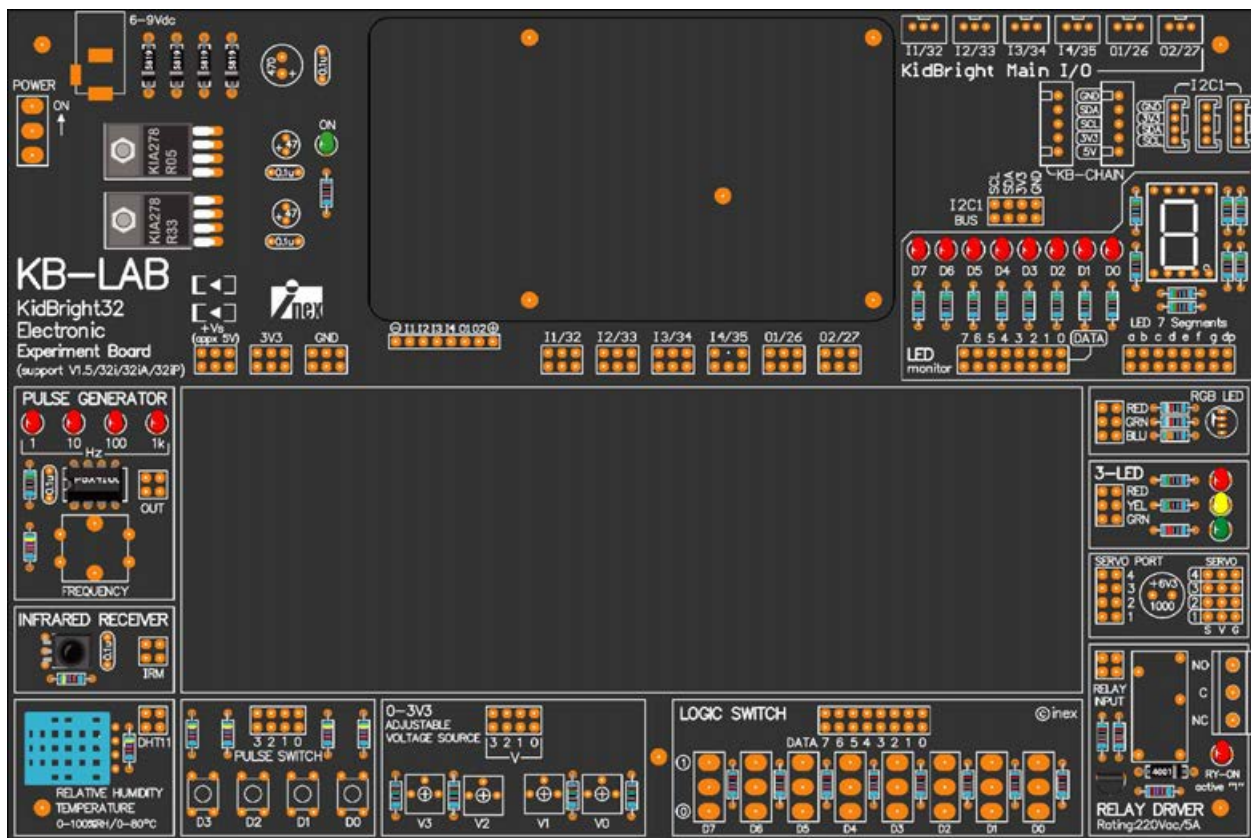 6-9Vdc
POWER
ON
5819
5819
5819
5819
470
+
0.1u
KIA278
R05
KIA278
R33
+47
0.1u
+47
0.1u
ON
KB-LAB
KidBright32
Electronic
Experiment Board
(support V1.5/32i/32iA/32iP)
inex
+Vs
(appx 5V)
3V3
GND
I1 I2 I3 I4 O1 O2
I1/32
I2/33
I3/34
I4/35
O1/26
O2/27
I1/32
I2/33
I3/34
I4/35
O1/26
O2/27
KidBright Main I/O
GND
SDA
SCL
3V3
5V
KB-CHAIN
I2C1
GND
3V3
SDA
SCL
I2C1
BUS
SCL
SDA
3V3
GND
D7 D6 D5 D4 D3 D2 D1 D0
7 6 5 4 3 2 1 0 DATA
LED
monitor
LED 7 Segments
a b c d e f g dp
PULSE GENERATOR
1 10 100 1k
Hz
0.1u
OUT
FREQUENCY
INFRARED RECEIVER
0.1u
IRM
DHT11
RELATIVE HUMIDITY
TEMPERATURE
0-100%RH/0-80°C
3 2 1 0
PULSE SWITCH
D3 D2 D1 D0
0-3V3
ADJUSTABLE
VOLTAGE SOURCE
3 2 1 0
V
V3 V2 V1 V0
LOGIC SWITCH
©inex
DATA 7 6 5 4 3 2 1 0
1
0
D7 D6 D5 D4 D3 D2 D1 D0
RGB LED
RED
GRN
BLU
3-LED
RED
YEL
GRN
SERVO PORT
4
3
2
1
+6V3
1000
SERVO
4
3
2
1
S V G
RELAY
INPUT
NO
C
NC
4001
RY-ON
active "1"
RELAY DRIVER
Rating:220Vac/5A